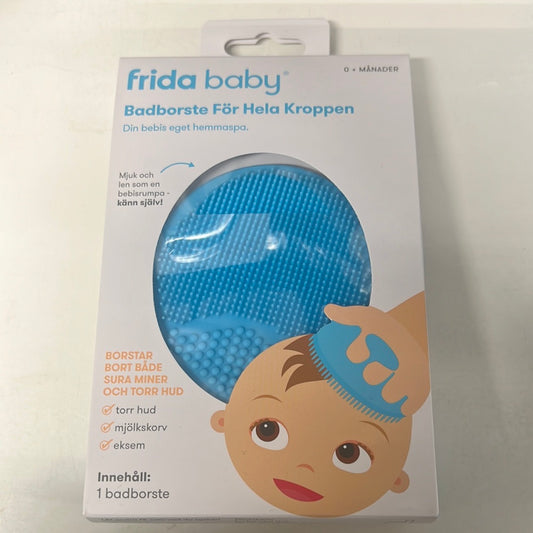 frida baby®
0 + MÅNADER
Badborste För Hela Kroppen
Din bebis eget hemmaspa.
Mjuk och
len som en
bebisrumpa -
känn själv!
BORSTAR
BORT BÅDE
SURA MINER
OCH TORR HUD
torr hud
mjölkskorv
eksem
Innehåll:
1 badborste